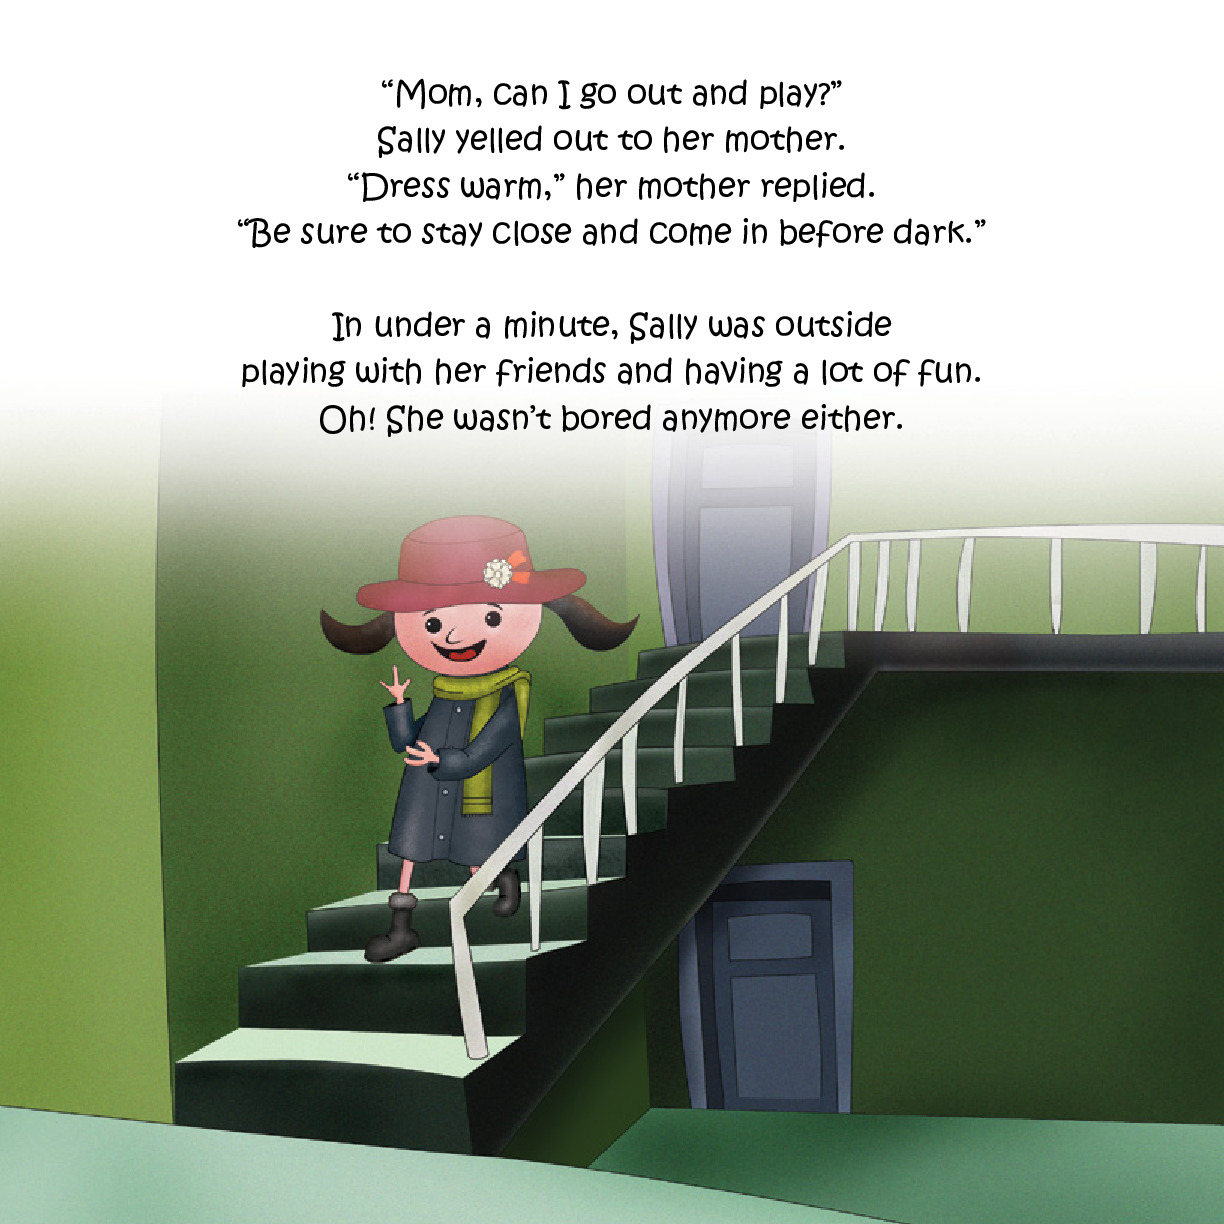 “Mom, can I go out and play?”
Sally yelled out to her mother.
“Dress warm,” her mother replied.
“Be sure to stay close and come in before dark.”
In under a minute, Sally was outside
playing with her friends and having a lot of fun.
Oh! She wasn’t bored anymore either.